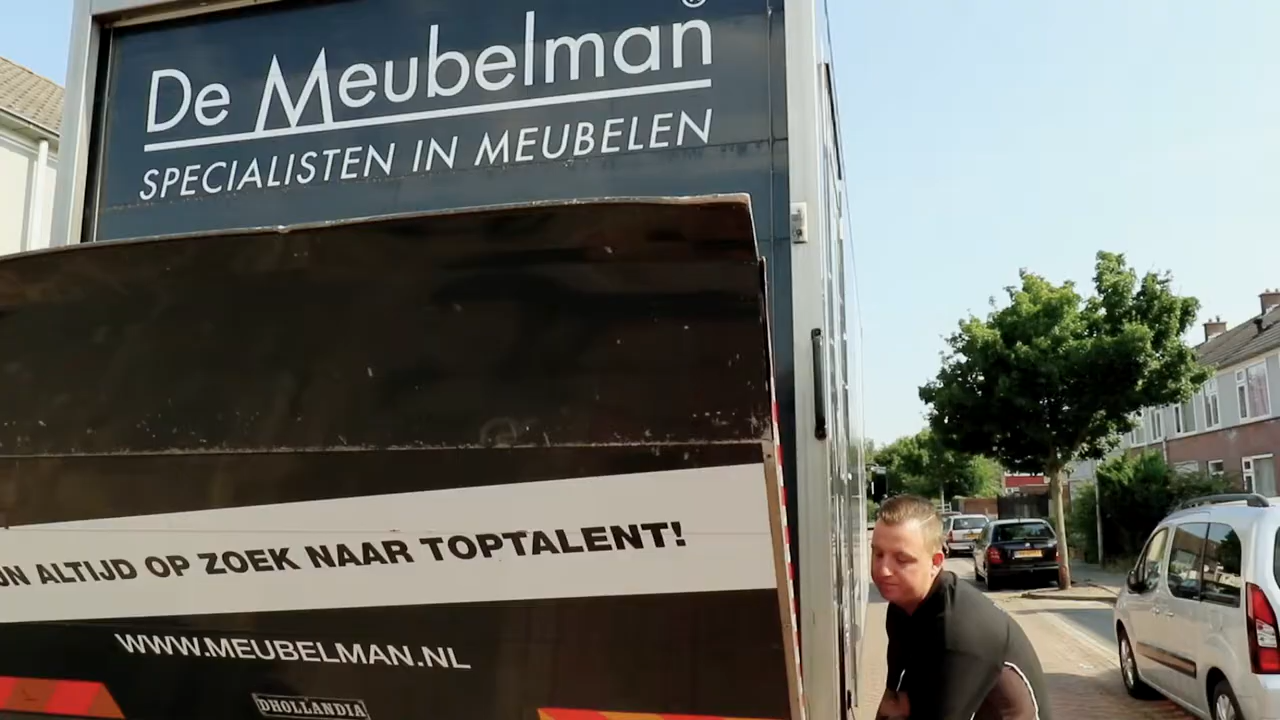 De Meubelman®
SPECIALISTEN IN MEUBELEN
ALTIJD OP ZOEK NAAR TOPTALENT!
WWW.MEUBELMAN.NL
DHOLLANDIA